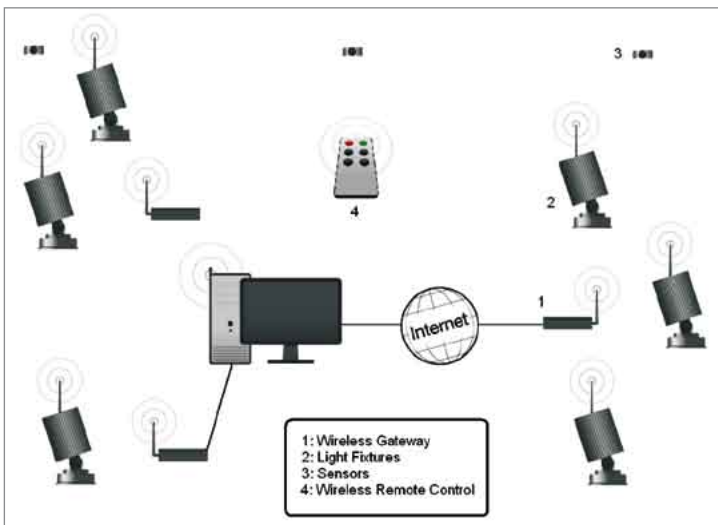 3
2
4
1
Internet
1: Wireless Gateway
2: Light Fixtures
3: Sensors
4: Wireless Remote Control